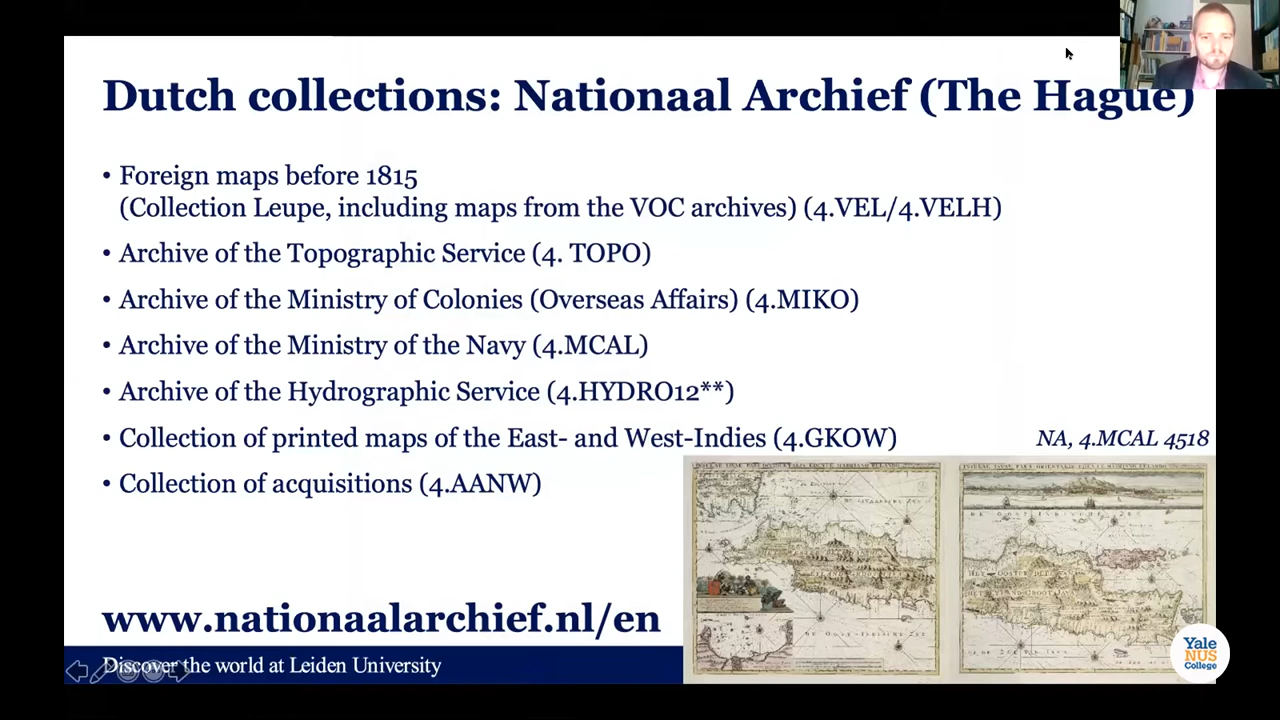 Dutch collections: Nationaal Archief (The Hague)
• Foreign maps before 1815
(Collection Leupe, including maps from the VOC archives) (4.VEL/4.VELH)
• Archive of the Topographic Service (4. TOPO)
• Archive of the Ministry of Colonies (Overseas Affairs) (4.MIKO)
• Archive of the Ministry of the Navy (4.MCAL)
• Archive of the Hydrographic Service (4.HYDRO12**)
• Collection of printed maps of the East- and West-Indies (4.GKOW)
NA, 4.MCAL 4518
• Collection of acquisitions (4.AANW)
www.nationaalarchief.nl/en
Discover the world at Leiden University
Yale
NUS
College